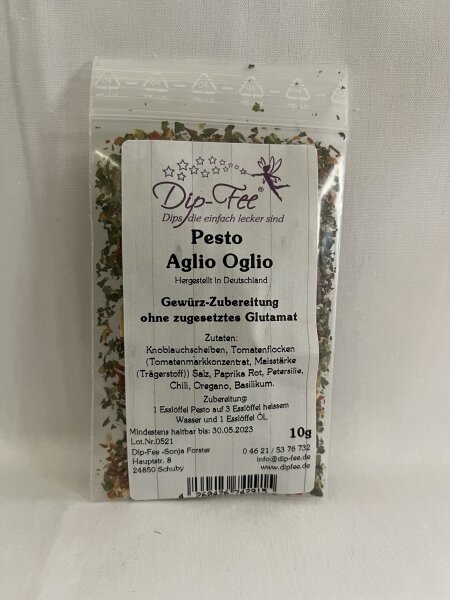 Dip-Fee®
Dips, die einfach lecker sind
Pesto
Aglio Oglio
Hergestellt in Deutschland
Gewürz-Zubereitung
ohne zugesetztes Glutamat
Zutaten:
Knoblauchscheiben, Tomatenflocken
(Tomatenmarkkonzentrat, Maisstärke
(Trägerstoff)) Salz, Paprika Rot, Petersilie,
Chili, Oregano, Basilikum.
Zubereitung:
1 Esslöffel Pesto auf 3 Esslöffel heissem
Wasser und 1 Esslöffel ÖL
Mindestens haltbar bis: 30.05.2023
Lot.Nr.0521
10g
Dip-Fee -Sonja Forster
Hauptstr. 8
24850 Schuby
0 46 21 / 53 76 732
info@dip-fee.de
www.dipfee.de